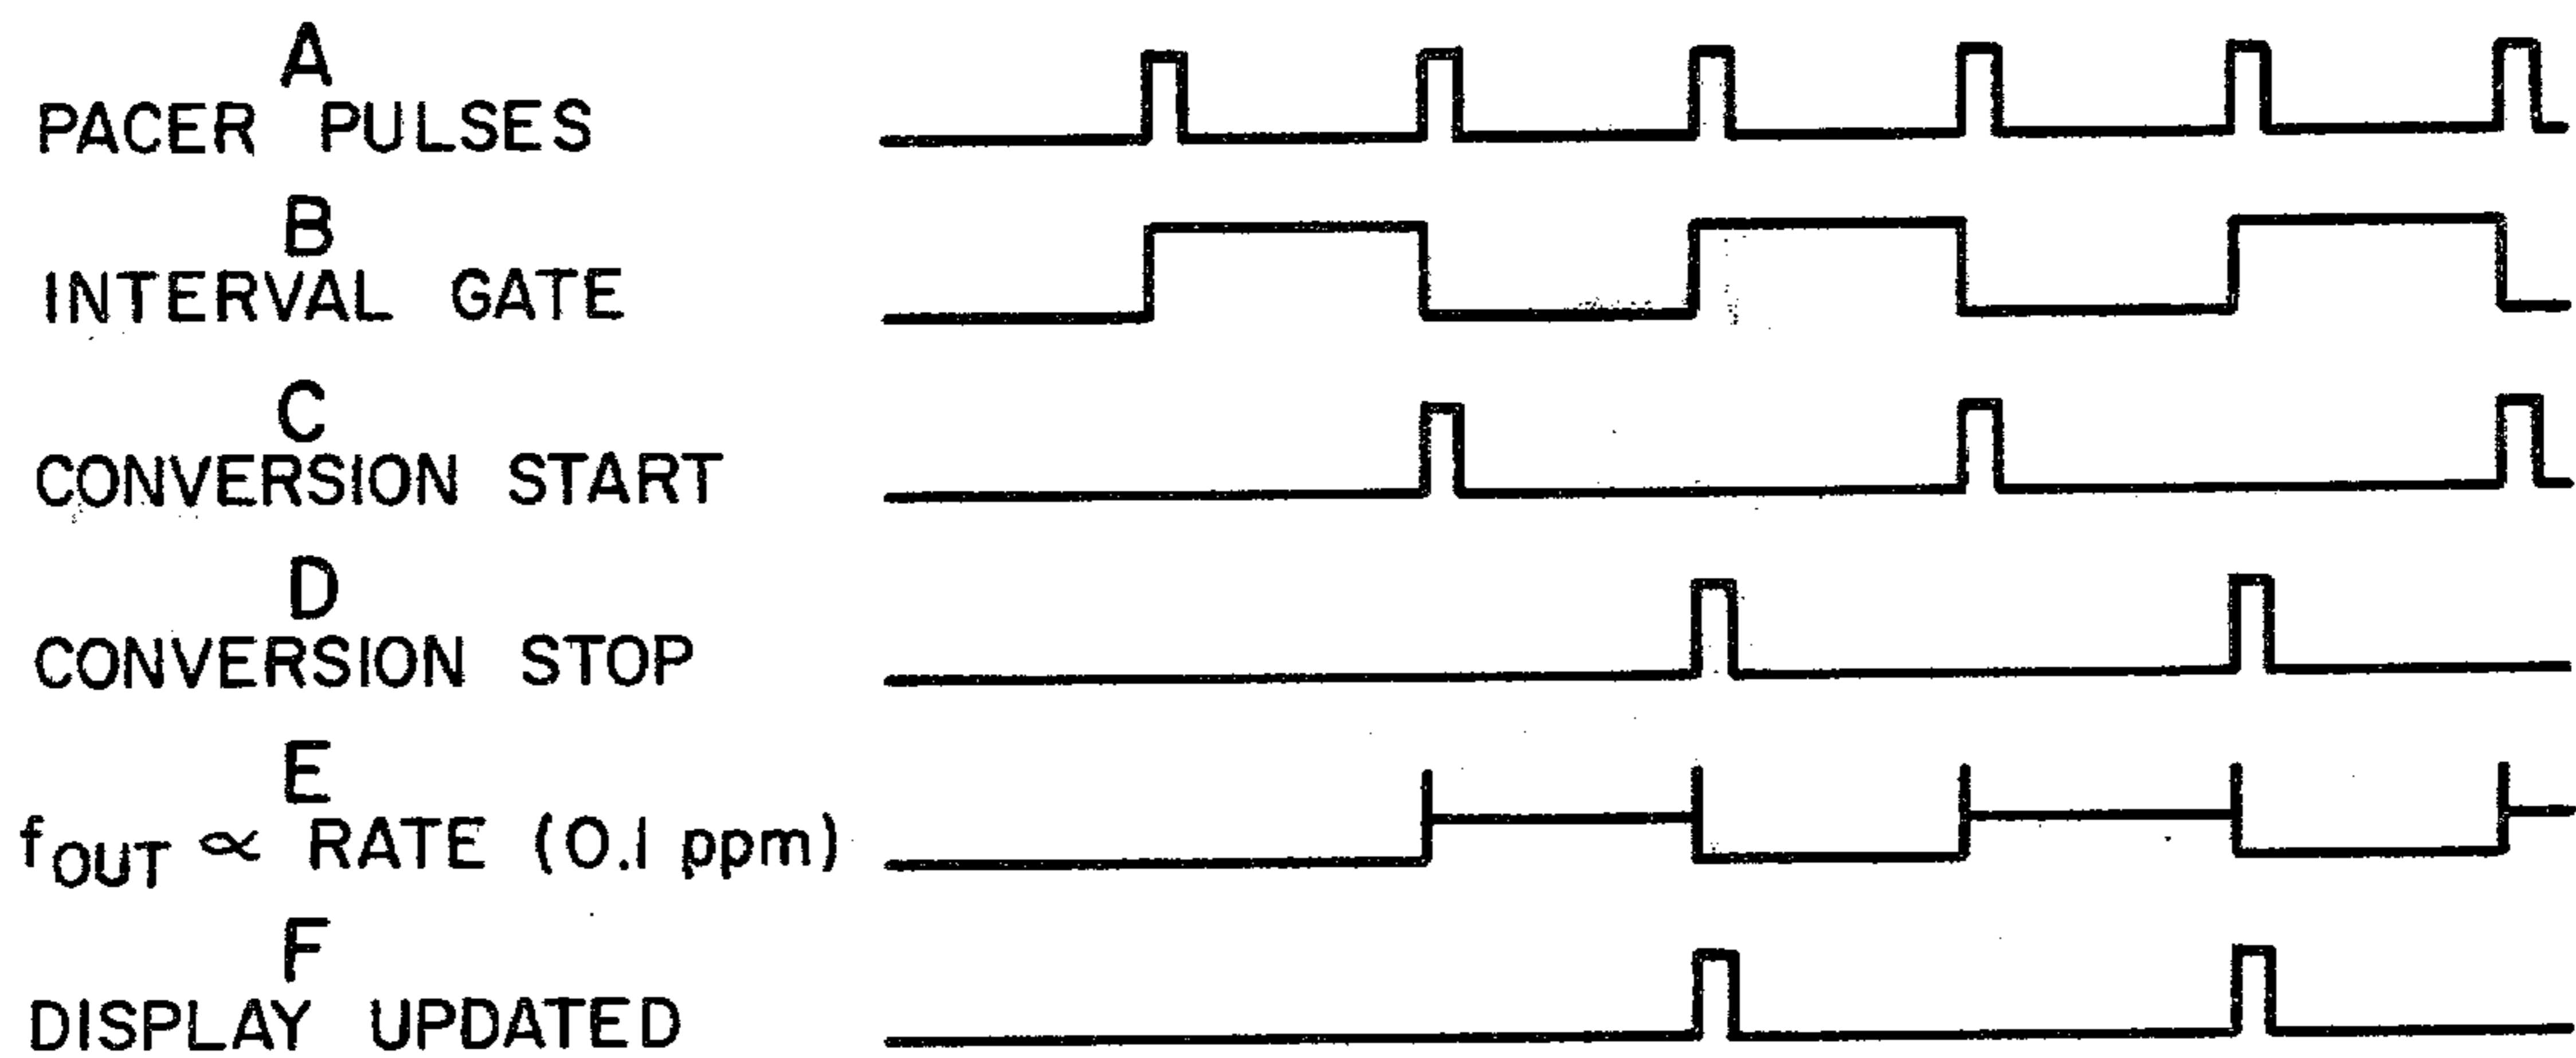 A
PACER PULSES
B
INTERVAL GATE
C
CONVERSION START
D
CONVERSION STOP
E
fOUT ∝ RATE (0.1 ppm)
F
DISPLAY UPDATED